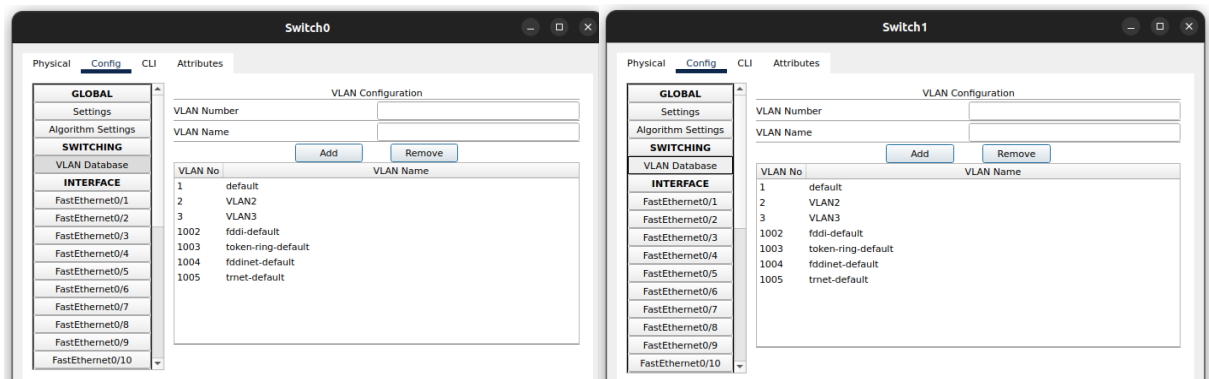 Switch0
Physical Config CLI Attributes
GLOBAL
Settings
Algorithm Settings
SWITCHING
VLAN Database
INTERFACE
FastEthernet0/1
FastEthernet0/2
FastEthernet0/3
FastEthernet0/4
FastEthernet0/5
FastEthernet0/6
FastEthernet0/7
FastEthernet0/8
FastEthernet0/9
FastEthernet0/10
VLAN Configuration
VLAN Number
VLAN Name
Add Remove
VLAN No VLAN Name
1 default
2 VLAN2
3 VLAN3
1002 fddi-default
1003 token-ring-default
1004 fddinet-default
1005 trnet-default
Switch1
Physical Config CLI Attributes
GLOBAL
Settings
Algorithm Settings
SWITCHING
VLAN Database
INTERFACE
FastEthernet0/1
FastEthernet0/2
FastEthernet0/3
FastEthernet0/4
FastEthernet0/5
FastEthernet0/6
FastEthernet0/7
FastEthernet0/8
FastEthernet0/9
FastEthernet0/10
VLAN Configuration
VLAN Number
VLAN Name
Add Remove
VLAN No VLAN Name
1 default
2 VLAN2
3 VLAN3
1002 fddi-default
1003 token-ring-default
1004 fddinet-default
1005 trnet-default